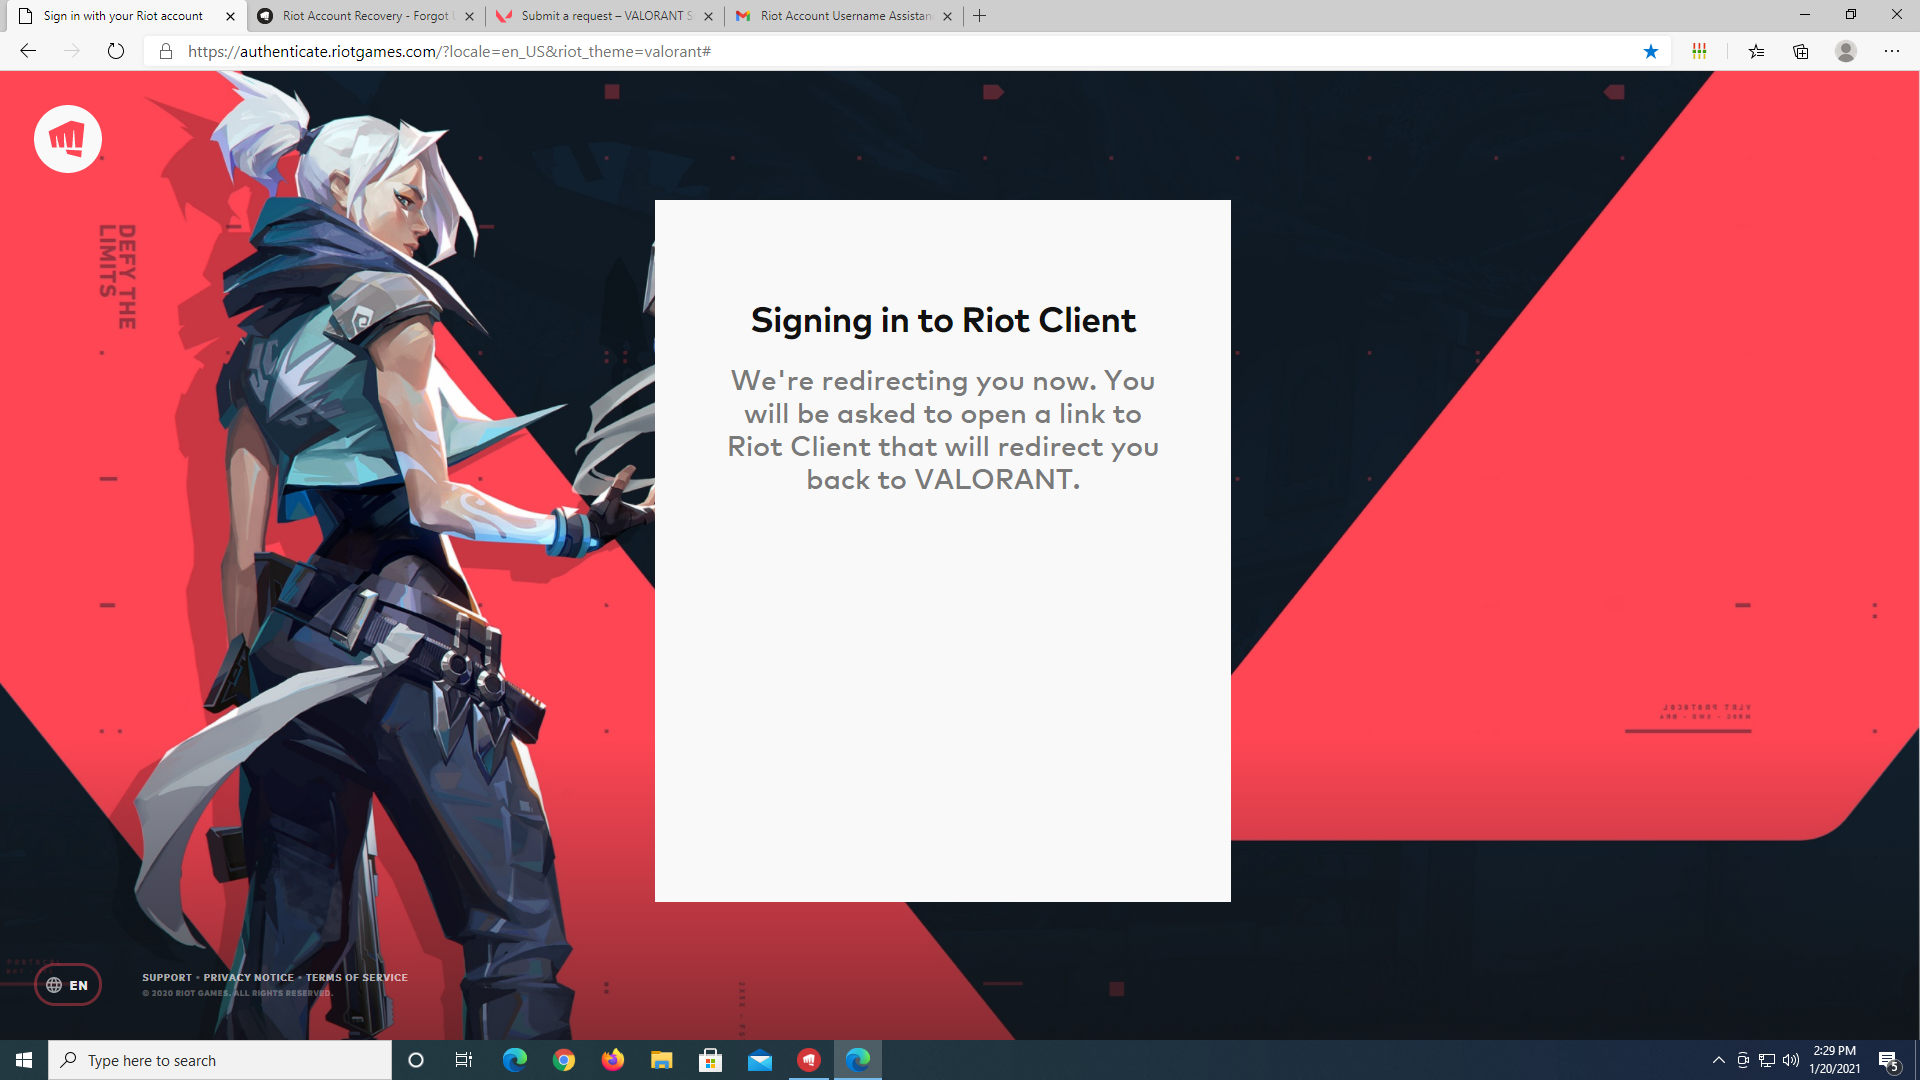 Sign in with your Riot account
Riot Account Recovery - Forgot
Submit a request – VALORANT S
Riot Account Username Assistan
https://authenticate.riotgames.com/?locale=en_US&riot_theme=valorant#
DEFY THE
LIMITS
Signing in to Riot Client
We're redirecting you now. You
will be asked to open a link to
Riot Client that will redirect you
back to VALORANT.
EN
SUPPORT • PRIVACY NOTICE • TERMS OF SERVICE
© 2020 RIOT GAMES. ALL RIGHTS RESERVED.
Type here to search
2:29 PM
1/20/2021
5